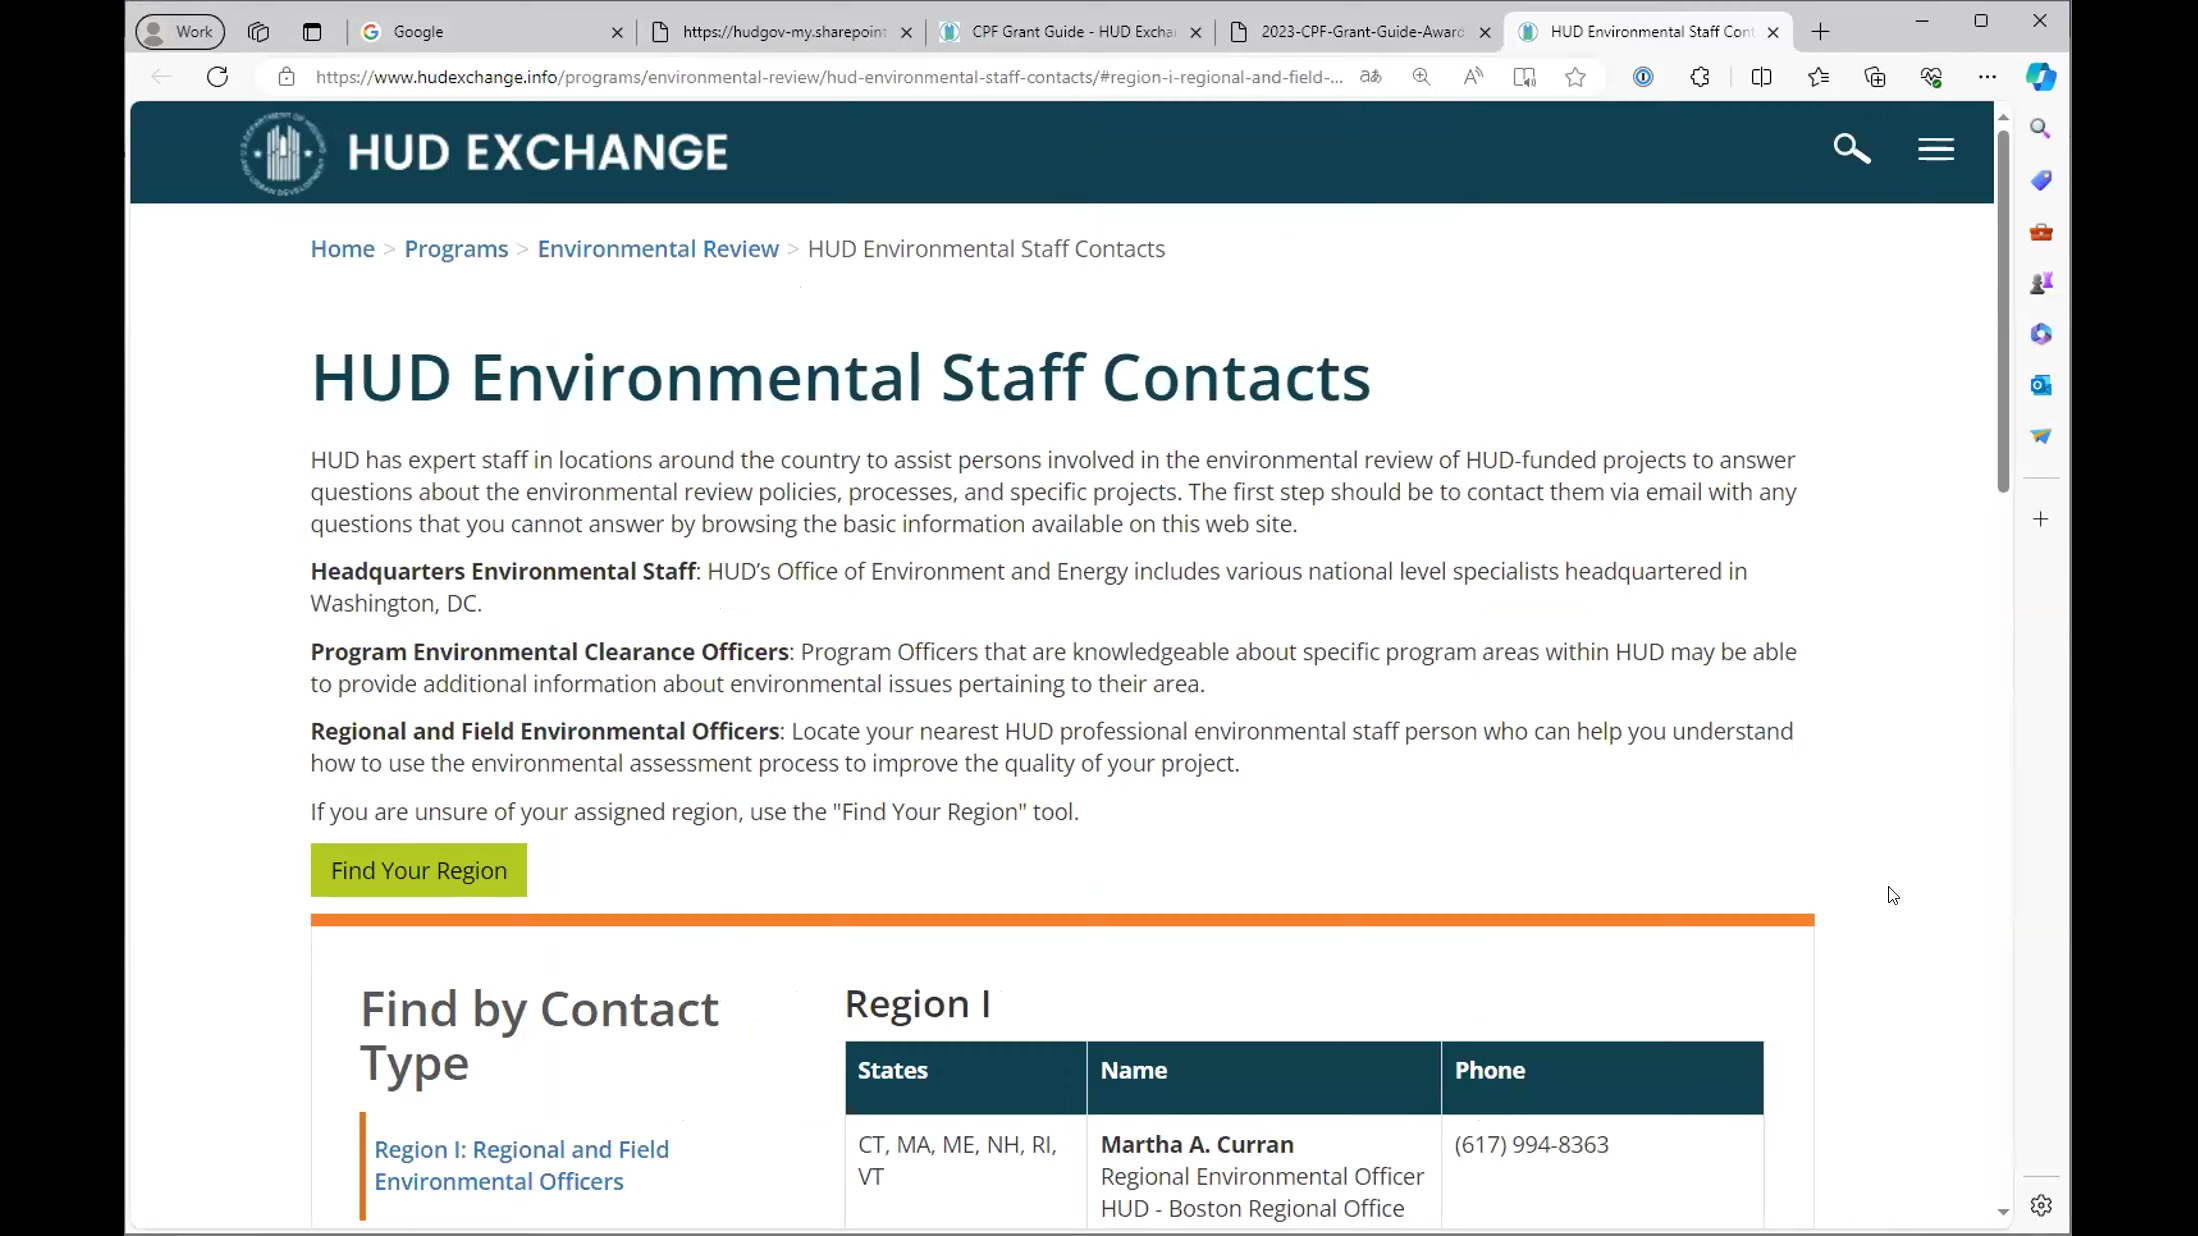 Work
Google
https://hudgov-my.sharepoint
CPF Grant Guide - HUD Excha
2023-CPF-Grant-Guide-Award
HUD Environmental Staff Cont
https://www.hudexchange.info/programs/environmental-review/hud-environmental-staff-contacts/#region-i-regional-and-field-...
HUD EXCHANGE
Home > Programs > Environmental Review > HUD Environmental Staff Contacts
HUD Environmental Staff Contacts
HUD has expert staff in locations around the country to assist persons involved in the environmental review of HUD-funded projects to answer
questions about the environmental review policies, processes, and specific projects. The first step should be to contact them via email with any
questions that you cannot answer by browsing the basic information available on this web site.
Headquarters Environmental Staff: HUD’s Office of Environment and Energy includes various national level specialists headquartered in
Washington, DC.
Program Environmental Clearance Officers: Program Officers that are knowledgeable about specific program areas within HUD may be able
to provide additional information about environmental issues pertaining to their area.
Regional and Field Environmental Officers: Locate your nearest HUD professional environmental staff person who can help you understand
how to use the environmental assessment process to improve the quality of your project.
If you are unsure of your assigned region, use the "Find Your Region" tool.
Find Your Region
Find by Contact
Type
Region I: Regional and Field
Environmental Officers
Region I
States Name Phone
CT, MA, ME, NH, RI, Martha A. Curran (617) 994-8363
VT Regional Environmental Officer
HUD - Boston Regional Office